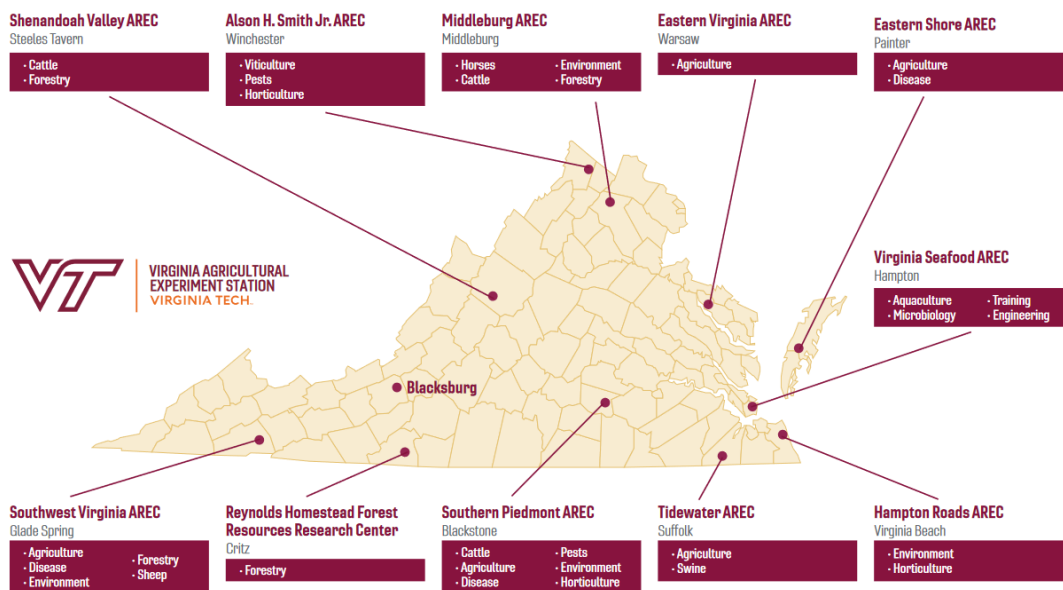 Shenandoah Valley AREC
Steeles Tavern
· Cattle
· Forestry
Alson H. Smith Jr. AREC
Winchester
· Viticulture
· Pests
· Horticulture
Middleburg AREC
Middleburg
· Horses
· Cattle
· Environment
· Forestry
Eastern Virginia AREC
Warsaw
· Agriculture
Eastern Shore AREC
Painter
· Agriculture
· Disease
VT
VIRGINIA AGRICULTURAL
EXPERIMENT STATION
VIRGINIA TECH.
Virginia Seafood AREC
Hampton
· Aquaculture
· Microbiology
· Training
· Engineering
Blacksburg
Southwest Virginia AREC
Glade Spring
· Agriculture
· Disease
· Environment
· Forestry
· Sheep
Reynolds Homestead Forest
Resources Research Center
Critz
· Forestry
Southern Piedmont AREC
Blackstone
· Cattle
· Agriculture
· Disease
· Pests
· Environment
· Horticulture
Tidewater AREC
Suffolk
· Agriculture
· Swine
Hampton Roads AREC
Virginia Beach
· Environment
· Horticulture